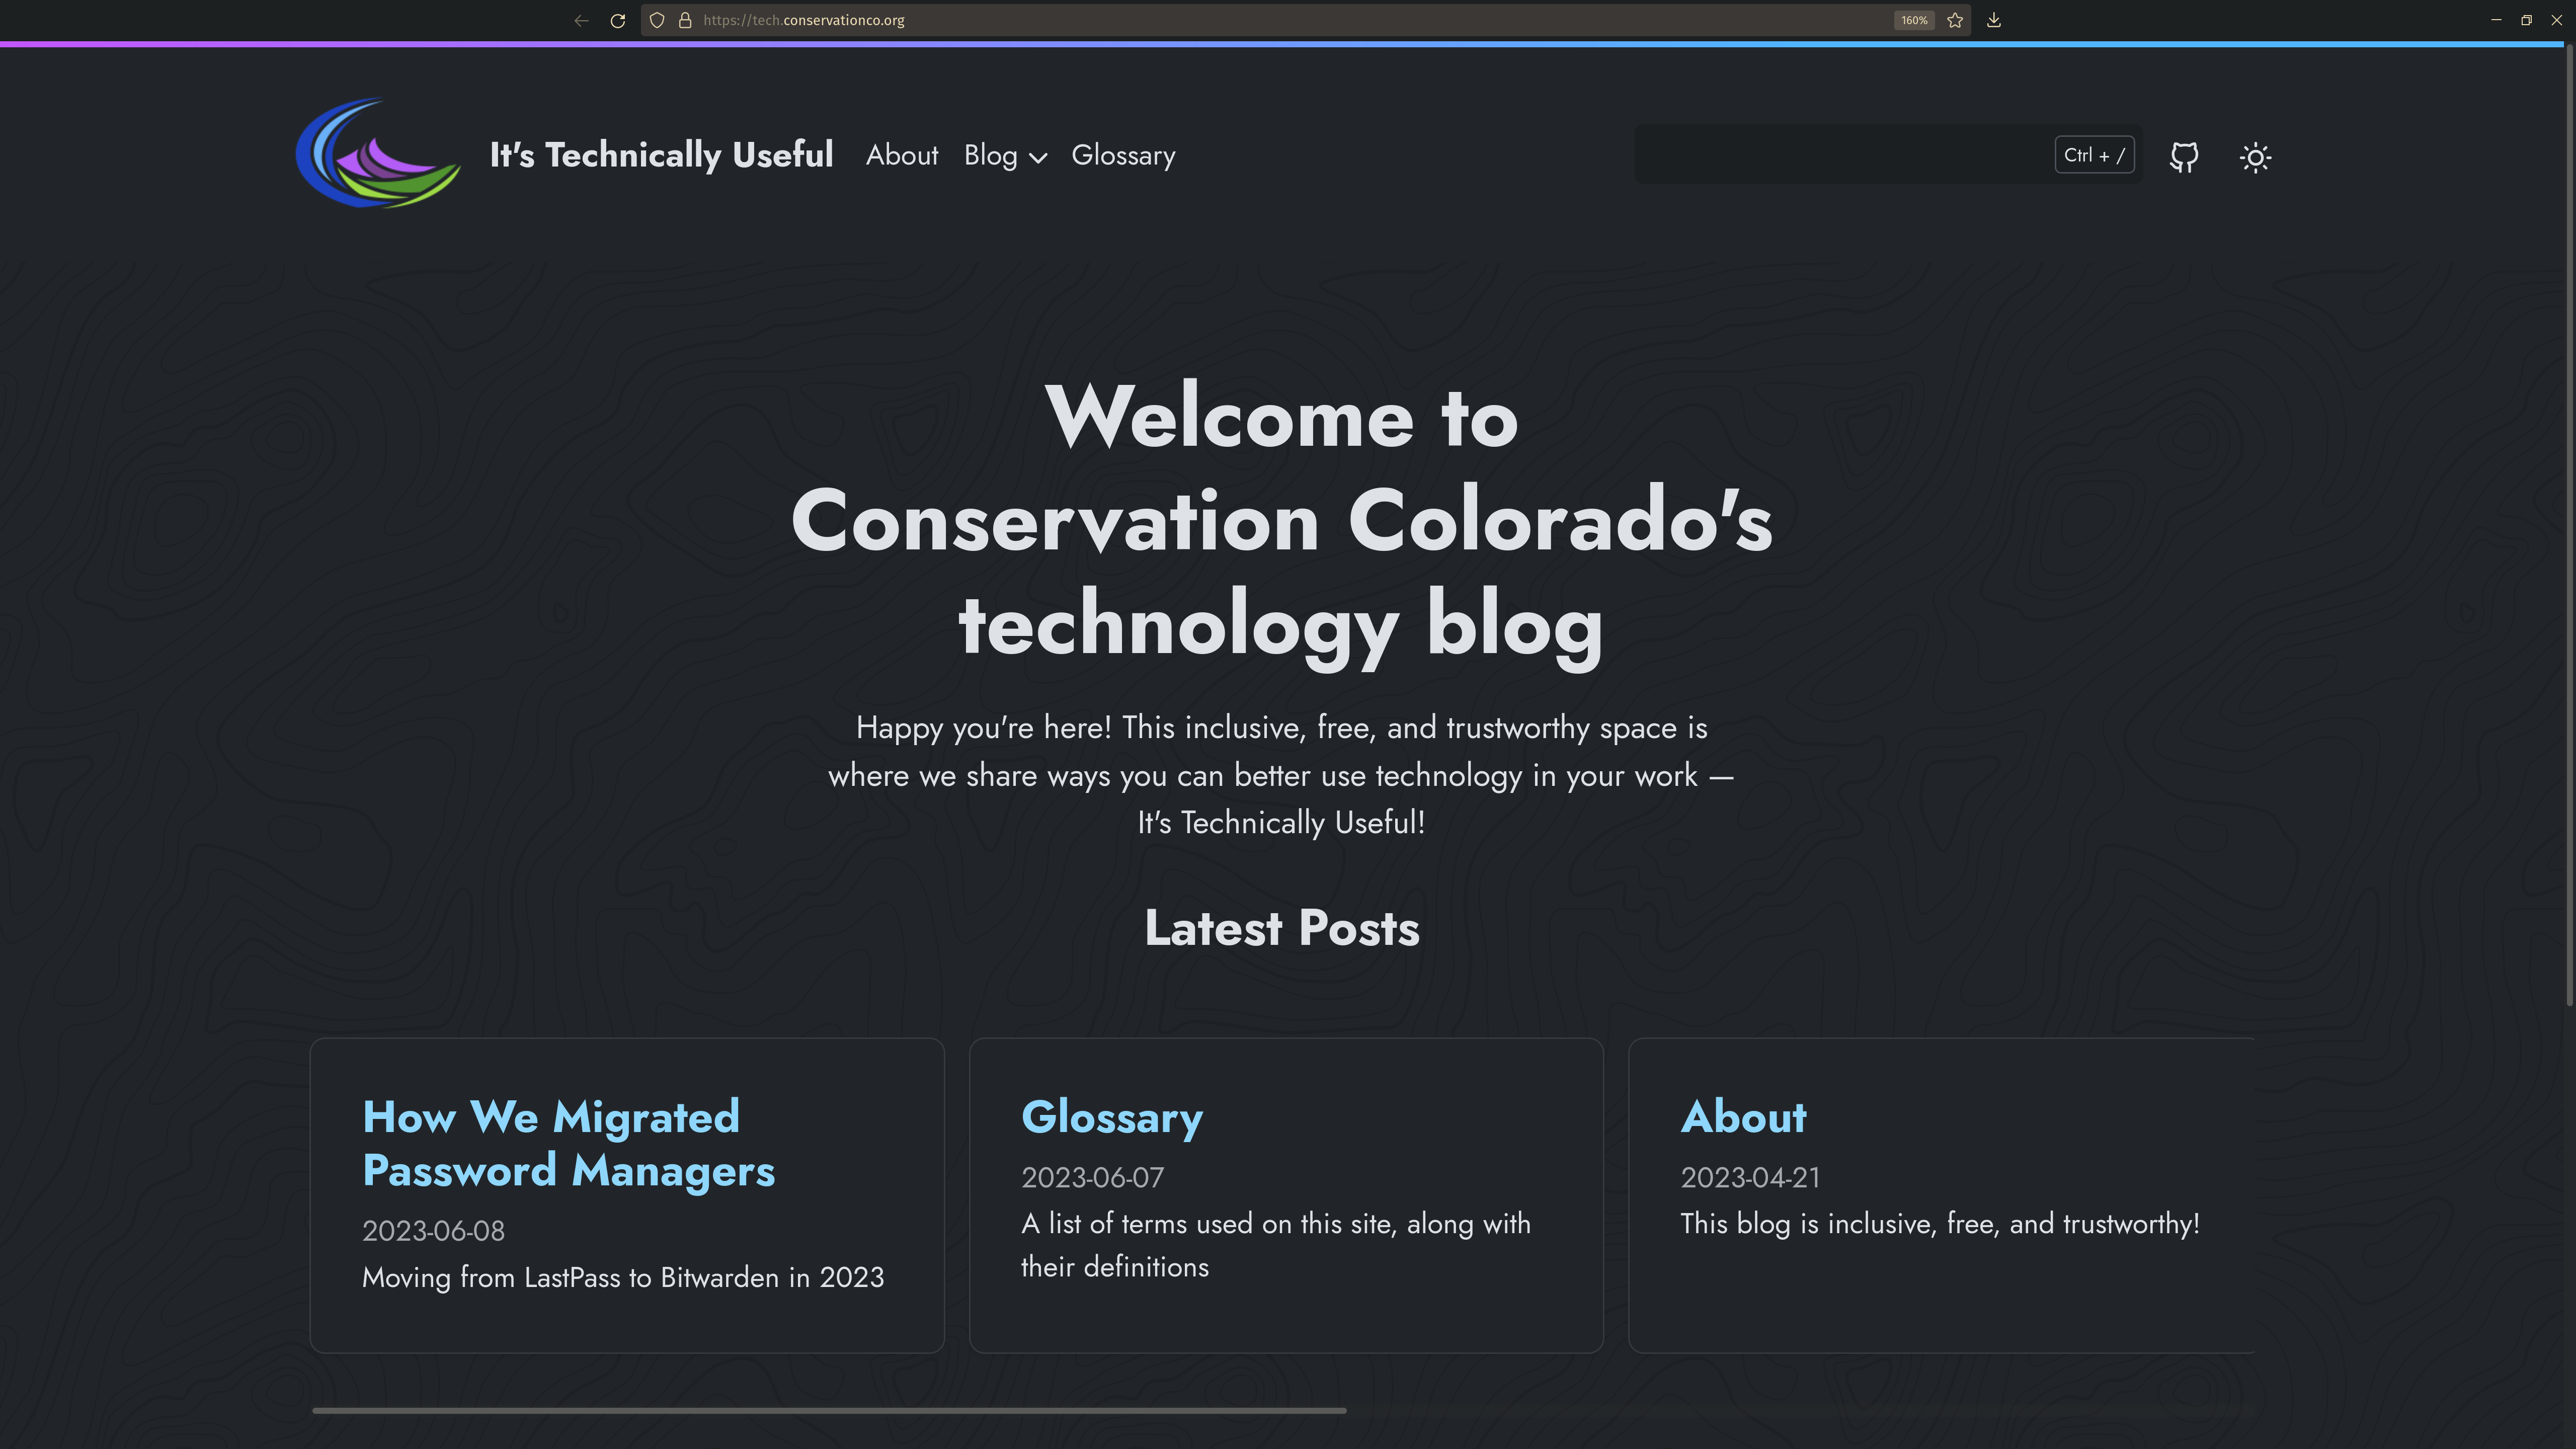 https://tech.conservationco.org
160%
It's Technically Useful
About
Blog
Glossary
Ctrl + /
Welcome to
Conservation Colorado's
technology blog
Happy you're here! This inclusive, free, and trustworthy space is
where we share ways you can better use technology in your work —
It's Technically Useful!
Latest Posts
How We Migrated
Password Managers
2023-06-08
Moving from LastPass to Bitwarden in 2023
Glossary
2023-06-07
A list of terms used on this site, along with
their definitions
About
2023-04-21
This blog is inclusive, free, and trustworthy!